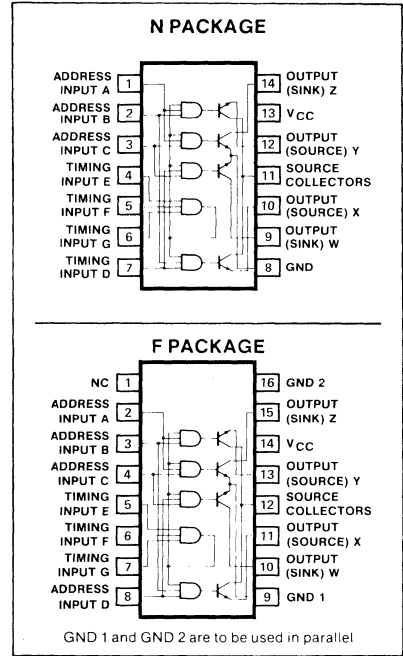 N PACKAGE
ADDRESS
INPUT A 1
ADDRESS
INPUT B 2
ADDRESS
INPUT C 3
TIMING
INPUT E 4
TIMING
INPUT F 5
TIMING
INPUT G 6
TIMING
INPUT D 7
14 OUTPUT
(SINK) Z
13 VCC
12 OUTPUT
(SOURCE) Y
11 SOURCE
COLLECTORS
10 OUTPUT
(SOURCE) X
9 OUTPUT
(SINK) W
8 GND
F PACKAGE
NC 1
ADDRESS
INPUT A 2
ADDRESS
INPUT B 3
ADDRESS
INPUT C 4
TIMING
INPUT E 5
TIMING
INPUT F 6
TIMING
INPUT G 7
ADDRESS
INPUT D 8
16 GND 2
15 OUTPUT
(SINK) Z
14 VCC
13 OUTPUT
(SOURCE) Y
12 SOURCE
COLLECTORS
11 OUTPUT
(SOURCE) X
10 OUTPUT
(SINK) W
9 GND 1
GND 1 and GND 2 are to be used in parallel